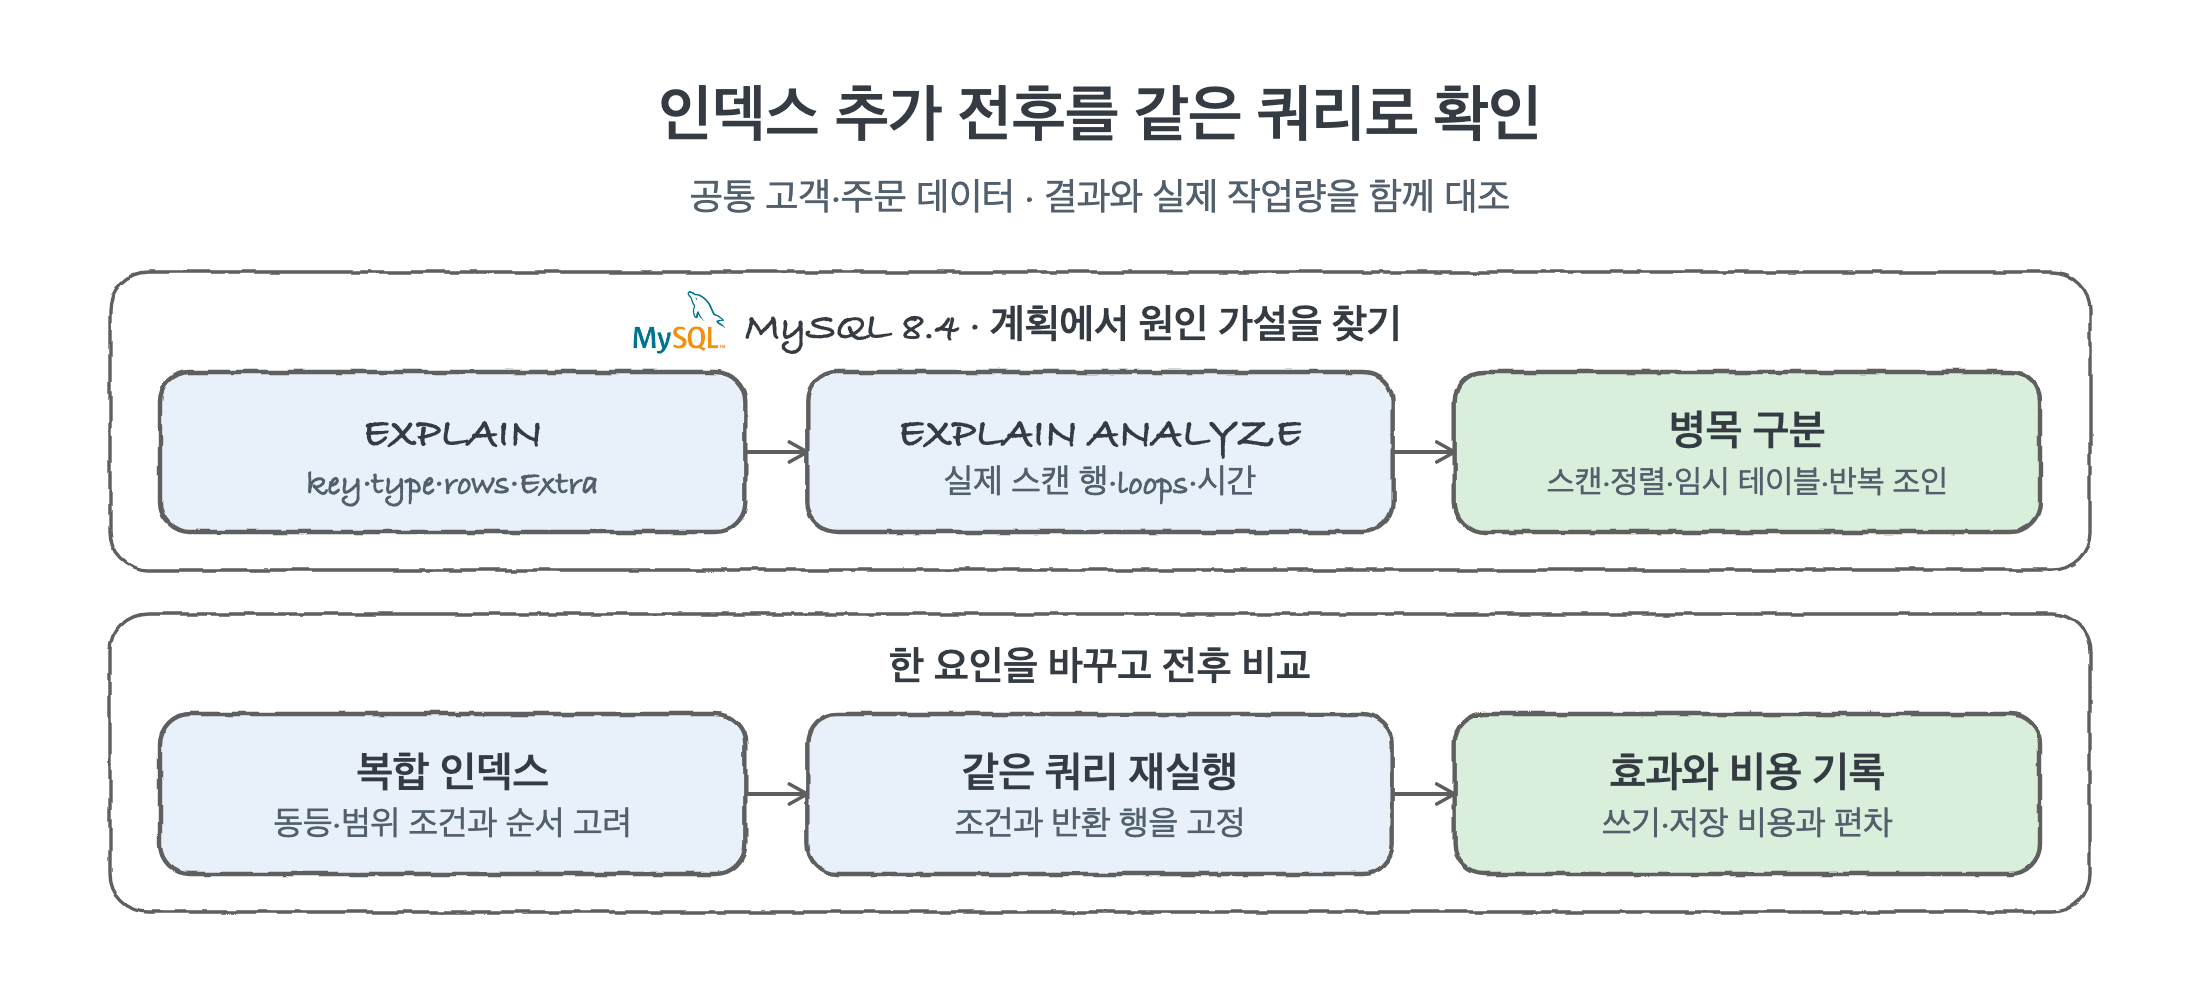 인덱스 추가 전후를 같은 쿼리로 확인
공통 고객·주문 데이터 · 결과와 실제 작업량을 함께 대조
MySQL™ MySQL 8.4 · 계획에서 원인 가설을 찾기
EXPLAIN
key·type·rows·Extra
EXPLAIN ANALYZE
실제 스캔 행·loops·시간
병목 구분
스캔·정렬·임시 테이블·반복 조인
한 요인을 바꾸고 전후 비교
복합 인덱스
동등·범위 조건과 순서 고려
같은 쿼리 재실행
조건과 반환 행을 고정
효과와 비용 기록
쓰기·저장 비용과 편차